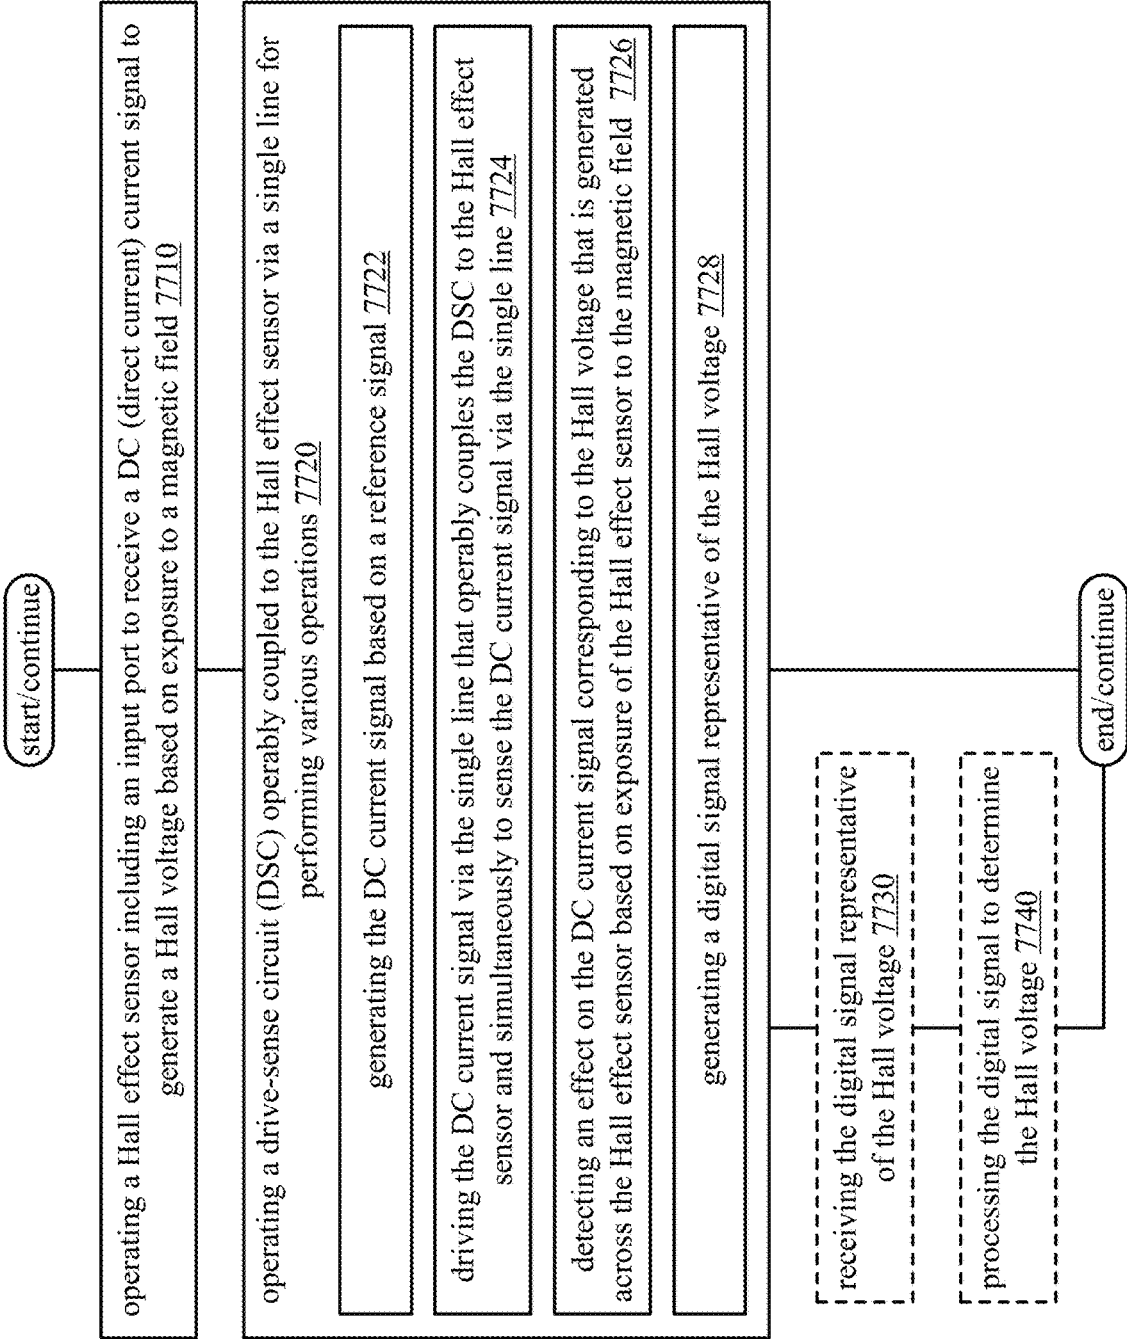 start/continue
operating a Hall effect sensor including an input port to receive a DC (direct current) current signal to
generate a Hall voltage based on exposure to a magnetic field 7710
operating a drive-sense circuit (DSC) operably coupled to the Hall effect sensor via a single line for
performing various operations 7720
generating the DC current signal based on a reference signal 7722
driving the DC current signal via the single line that operably couples the DSC to the Hall effect
sensor and simultaneously to sense the DC current signal via the single line 7724
detecting an effect on the DC current signal corresponding to the Hall voltage that is generated
across the Hall effect sensor based on exposure of the Hall effect sensor to the magnetic field 7726
generating a digital signal representative of the Hall voltage 7728
receiving the digital signal representative
of the Hall voltage 7730
processing the digital signal to determine
the Hall voltage 7740
end/continue